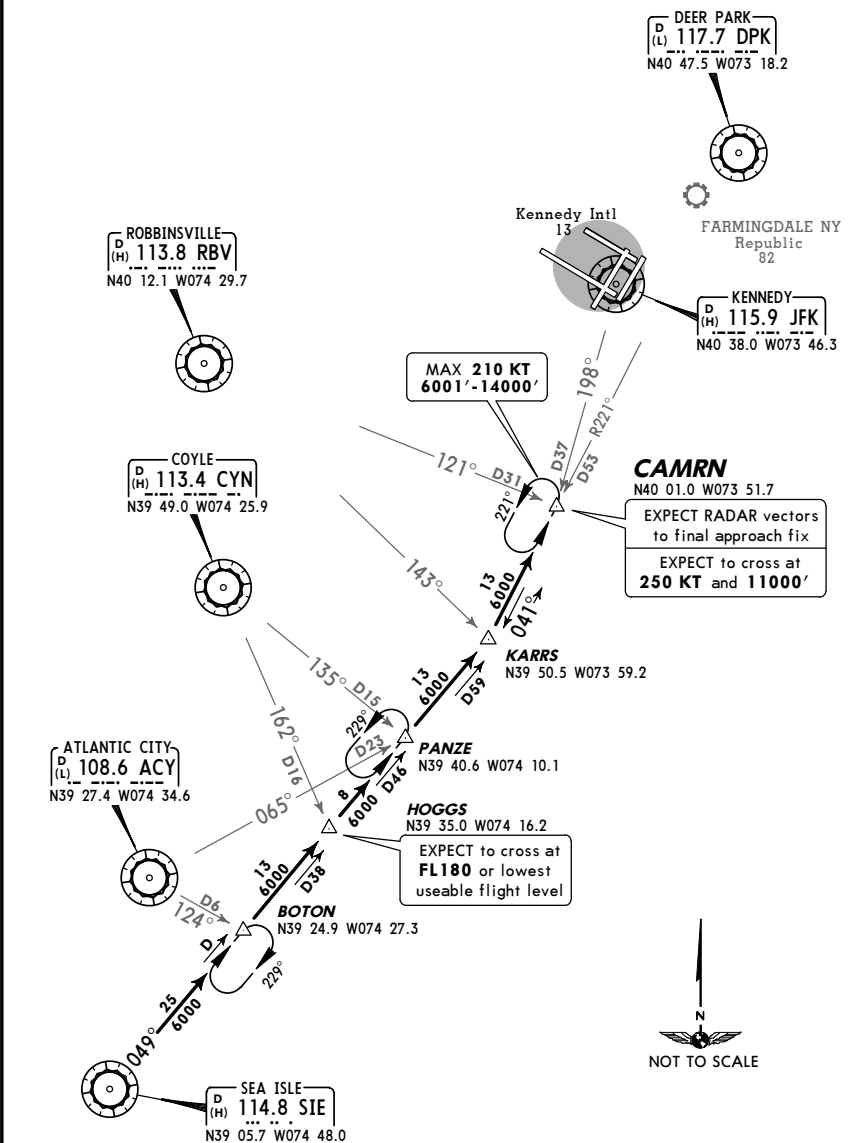 DEER PARK
D
(L) 117.7 DPK
N40 47.5 W073 18.2
Kennedy Intl
13
FARMINGDALE NY
Republic
82
ROBBINSVILLE
D
(H) 113.8 RBV
N40 12.1 W074 29.7
KENNEDY
D
(H) 115.9 JFK
N40 38.0 W073 46.3
MAX 210 KT
6001'-14000'
198°
R221°
D37
D53
121°
D31
221°
CAMRN
N40 01.0 W073 51.7
EXPECT RADAR vectors
to final approach fix
EXPECT to cross at
250 KT and 11000'
COYLE
D
(H) 113.4 CYN
N39 49.0 W074 25.9
143°
13
6000
041°
KARRS
N39 50.5 W073 59.2
135°
D15
13
6000
D59
162°
D16
229°
D23
PANZE
N39 40.6 W074 10.1
ATLANTIC CITY
D
(L) 108.6 ACY
N39 27.4 W074 34.6
065°
8
6000
D46
HOGGS
N39 35.0 W074 16.2
EXPECT to cross at
FL180 or lowest
useable flight level
13
6000
D38
D6
124°
BOTON
N39 24.9 W074 27.3
D
229°
25
6000
049°
SEA ISLE
D
(H) 114.8 SIE
N39 05.7 W074 48.0
N
NOT TO SCALE